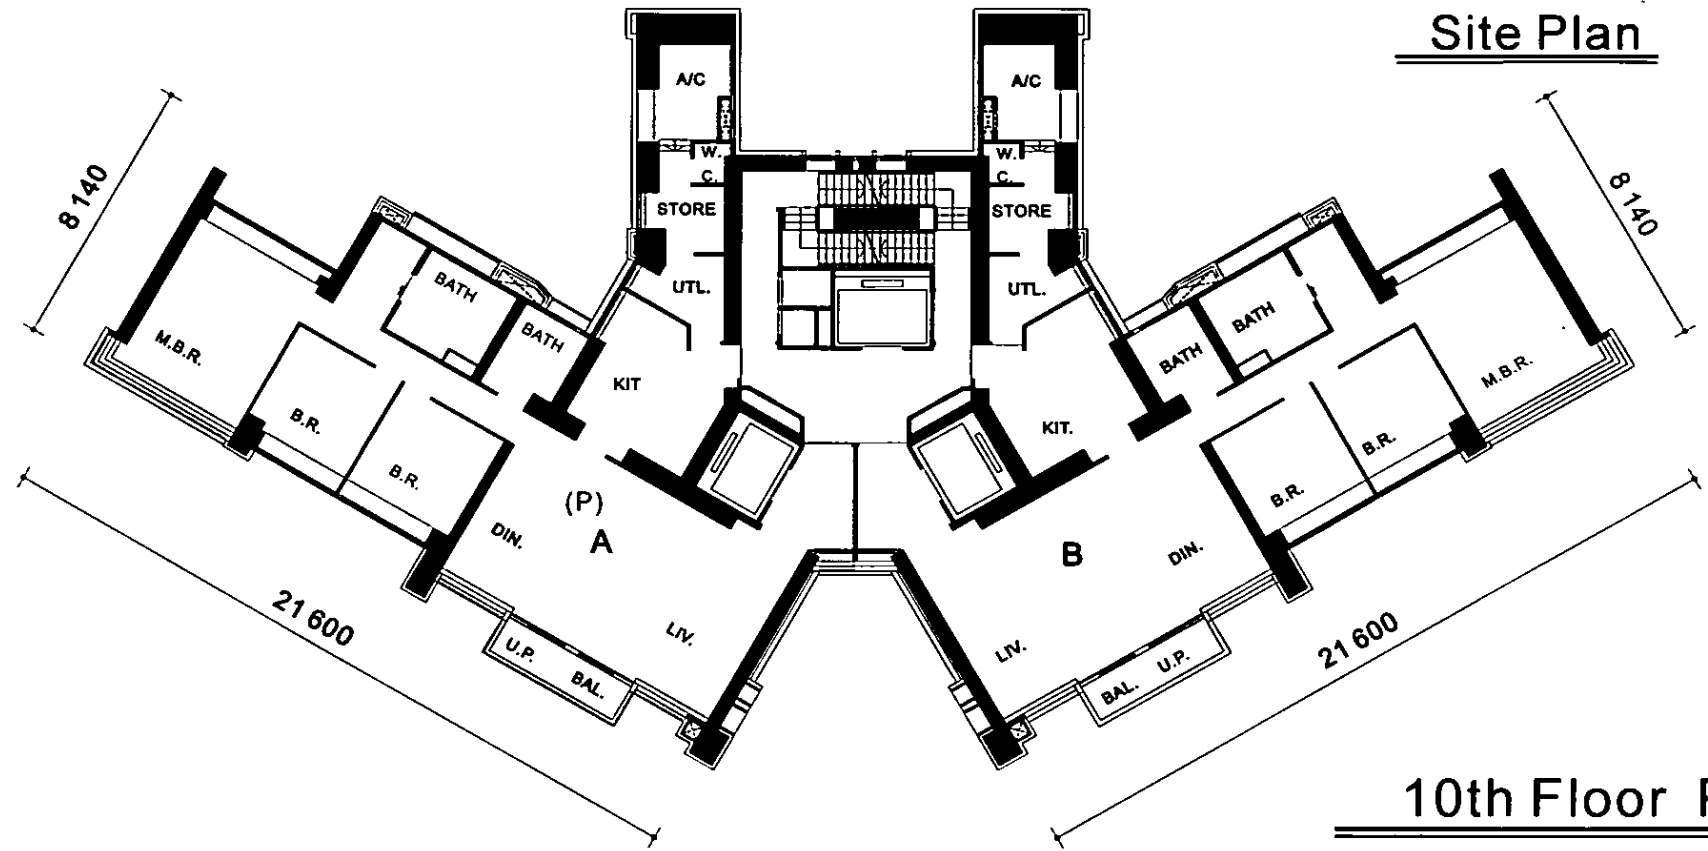 Site Plan
A/C
A/C
W.
C.
W.
C.
8 140
8 140
STORE
STORE
UTL.
UTL.
BATH
BATH
BATH
BATH
M.B.R.
M.B.R.
KIT
KIT.
B.R.
B.R.
B.R.
B.R.
(P)
A
B
DIN.
DIN.
LIV.
LIV.
21 600
21 600
U.P.
BAL.
BAL.
U.P.
10th Floor